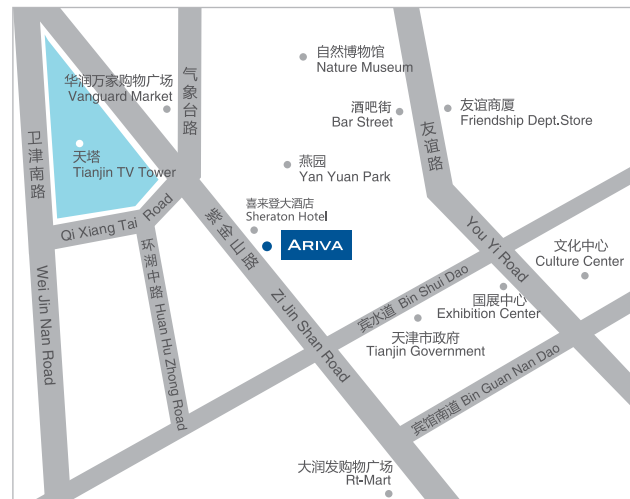 自然博物馆
Nature Museum
华润万家购物广场
Vanguard Market
气象台路
酒吧街
Bar Street
友谊商厦
Friendship Dept.Store
卫津南路
天塔
Tianjin TV Tower
友谊路
燕园
Yan Yuan Park
Qi Xiang Tai Road
喜来登大酒店
Sheraton Hotel
紫金山路
ARIVA
You Yi Road
文化中心
Culture Center
环湖中路 Huan Hu Zhong Road
Wei Jin Nan Road
宾水道 Bin Shui Dao
国展中心
Exhibition Center
Zi Jin Shan Road
天津市政府
Tianjin Government
宾馆南道 Bin Guan Nan Dao
大润发购物广场
Rt-Mart